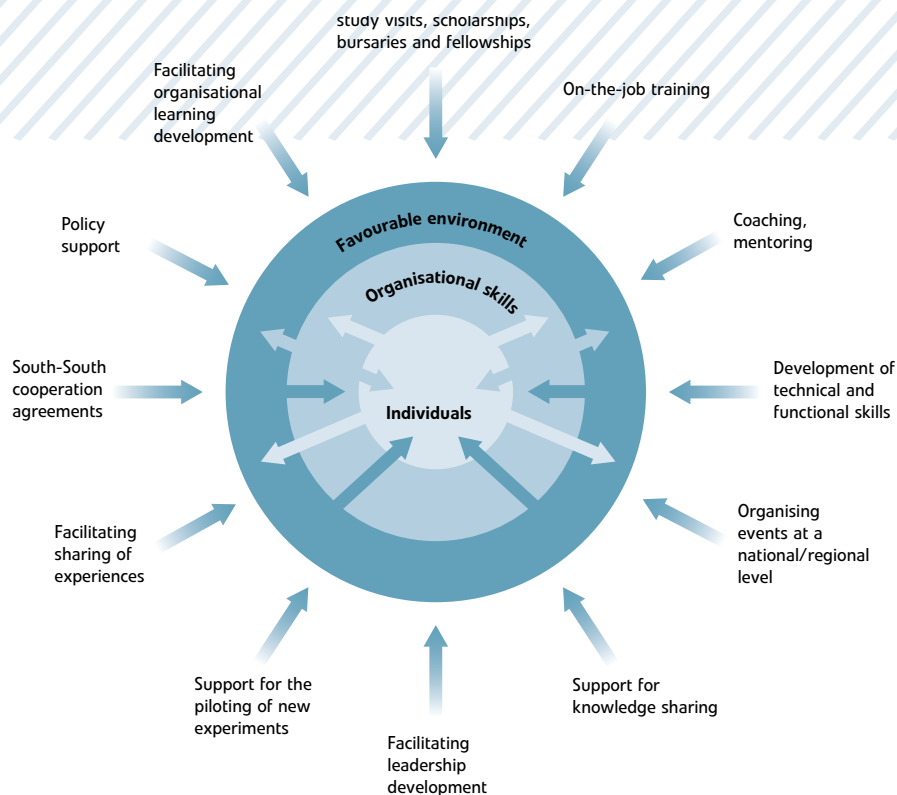 study visits, scholarships,
bursaries and fellowships
Facilitating
organisational
learning
development
On-the-job training
Policy
support
Coaching,
mentoring
Favourable environment
Organisational skills
Individuals
South-South
cooperation
agreements
Development of
technical and
functional skills
Facilitating
sharing of
experiences
Organising
events at a
national/regional
level
Support for the
piloting of new
experiments
Support for
knowledge sharing
Facilitating
leadership
development